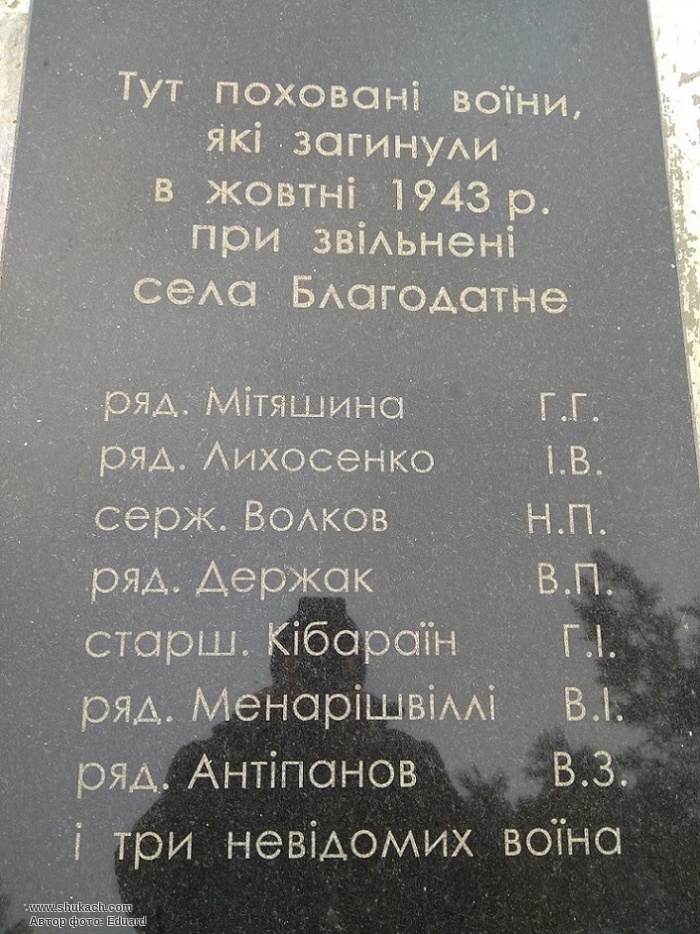 Тут поховані воїни,
які загинули
в жовтні 1943 р.
при звільнені
села Благодатне
ряд. Мітяшина Г.Г.
ряд. Лихосенко І.В.
серж. Волков Н.П.
ряд. Держак В.П.
старш. Кібараїн Г.І.
ряд. Менарішвіллі В.І.
ряд. Антіпанов В.З.
і три невідомих воїна
www.shukach.com
Автор фото: Eduard